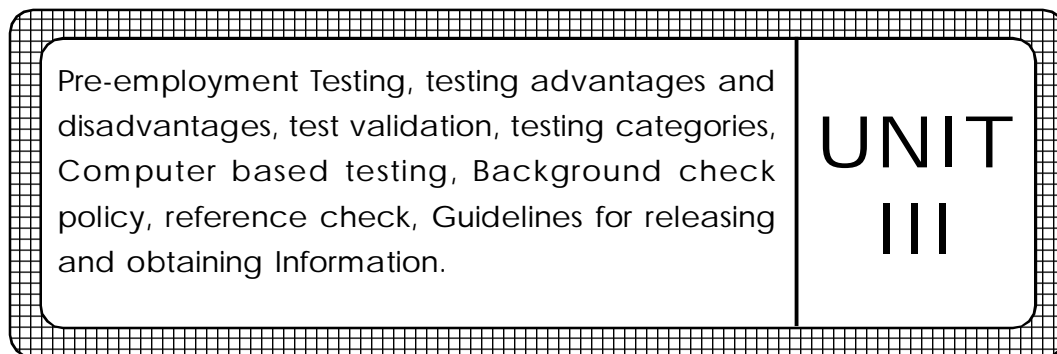 Pre-employment Testing, testing advantages and
disadvantages, test validation, testing categories,
Computer based testing, Background check
policy, reference check, Guidelines for releasing
and obtaining Information.
UNIT
III